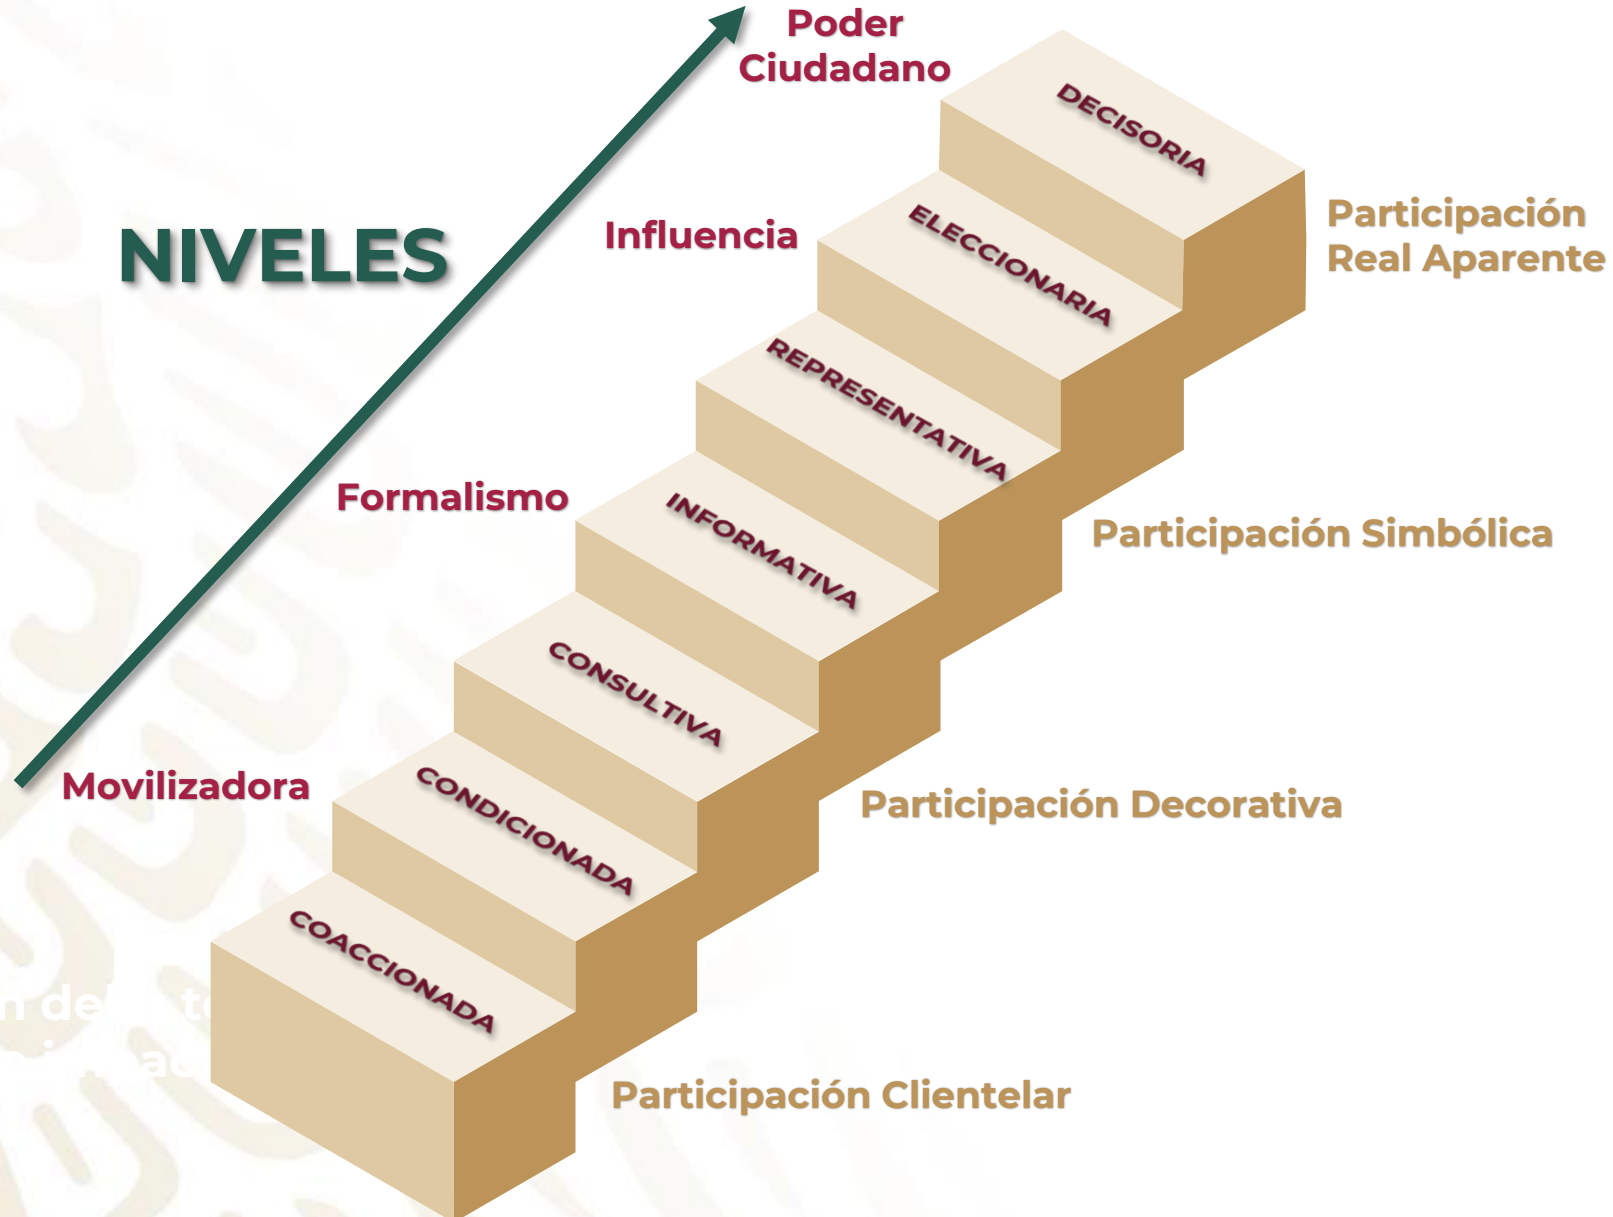 Poder
Ciudadano
DECISORIA
Participación
Real Aparente
NIVELES
Influencia
ELECCIONARIA
REPRESENTATIVA
Formalismo
INFORMATIVA
Participación Simbólica
CONSULTIVA
Movilizadora
CONDICIONADA
Participación Decorativa
COACCIONADA
Participación Clientelar